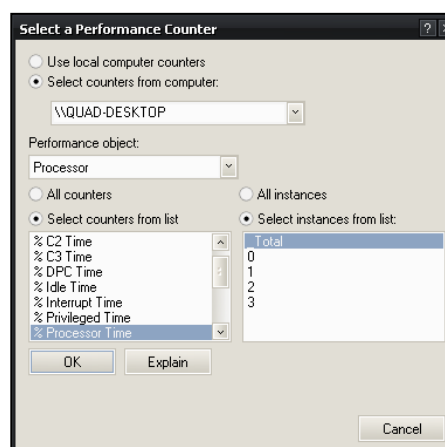 Select a Performance Counter
Use local computer counters
Select counters from computer:
\\QUAD-DESKTOP
Performance object:
Processor
All counters
All instances
Select counters from list
Select instances from list:
% C2 Time
% C3 Time
% DPC Time
% Idle Time
% Interrupt Time
% Privileged Time
% Processor Time
_Total
0
1
2
3
OK
Explain
Cancel